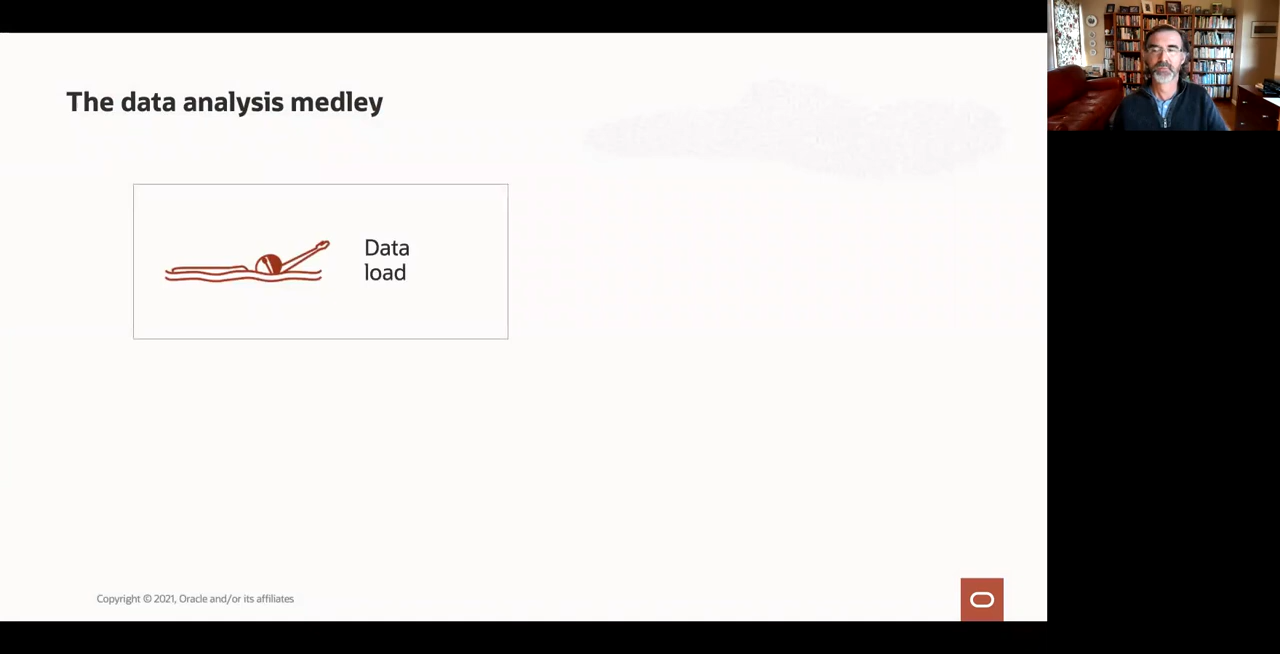 The data analysis medley
Data
load
Copyright © 2021, Oracle and/or its affiliates